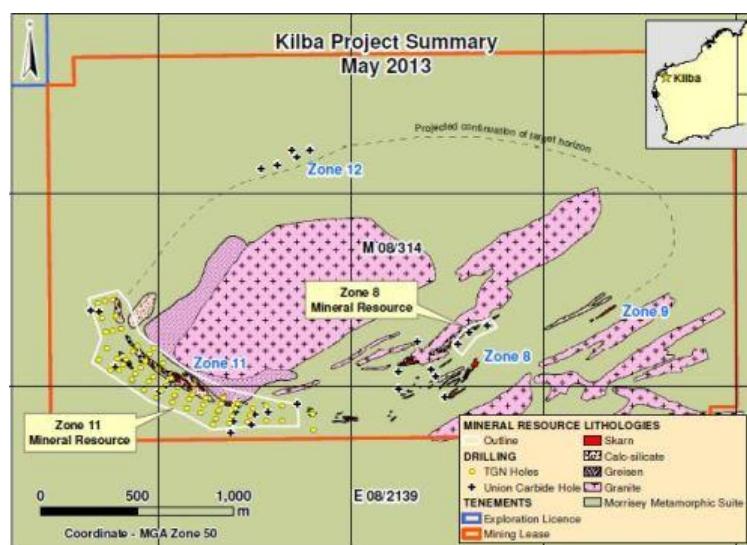 Kilba Project Summary
May 2013
Kilba
Projected continuation of target horizon
Zone 12
M 08/314
Zone 8
Mineral Resource
Zone 9
Zone 11
Zone 8
Zone 11
Mineral Resource
0 500 1,000
m
E 08/2139
Coordinate - MGA Zone 50
MINERAL RESOURCE
Outline
DRILLING
TGN Holes
Union Carbide Hole
TENEMENTS
Exploration Licence
Mining Lease
LITHOLOGIES
Skarn
Calc-silicate
Greisen
Granite
Morrisey Metamorphic Suite